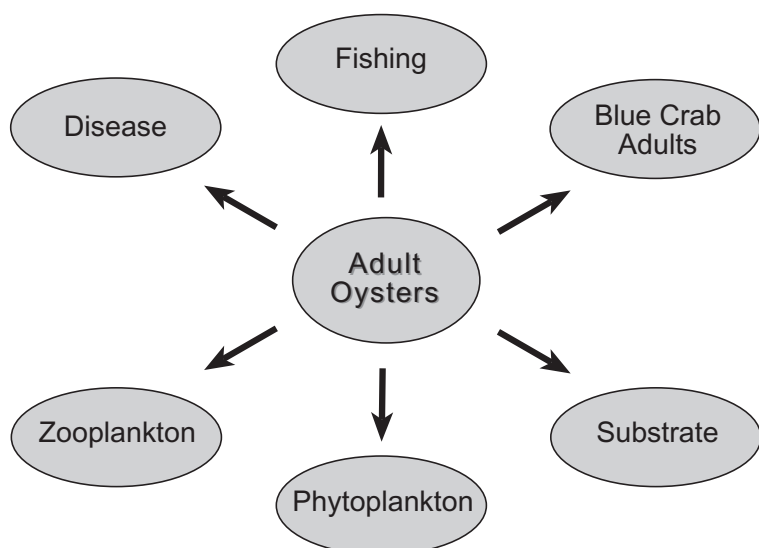 Fishing
Disease
Blue Crab
Adults
Adult
Oysters
Zooplankton
Substrate
Phytoplankton